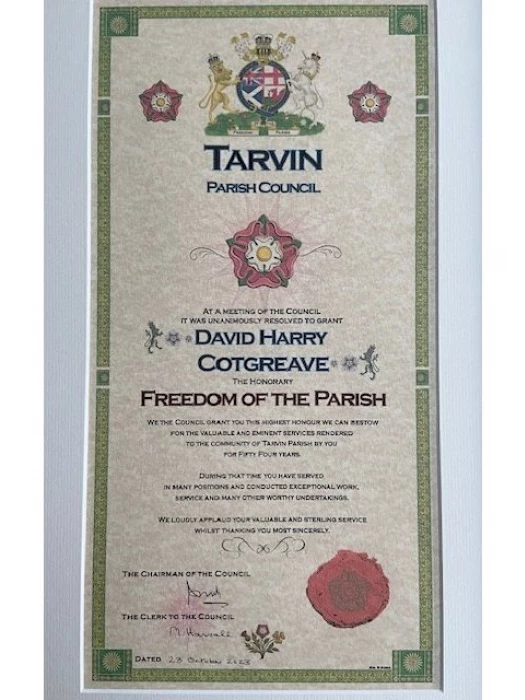 TARVIN
PARISH COUNCIL
AT A MEETING OF THE COUNCIL
IT WAS UNANIMOUSLY RESOLVED TO GRANT
DAVID HARRY
COTGREAVE
THE HONORARY
FREEDOM OF THE PARISH
WE THE COUNCIL GRANT YOU THIS HIGHEST HONOUR WE CAN BESTOW
FOR THE VALUABLE AND EMINENT SERVICES RENDERED
TO THE COMMUNITY OF TARVIN PARISH BY YOU
FOR FIFTY FOUR YEARS.
DURING THAT TIME YOU HAVE SERVED
IN MANY POSITIONS AND CONDUCTED EXCEPTIONAL WORK,
SERVICE AND MANY OTHER WORTHY UNDERTAKINGS.
WE LOUDLY APPLAUD YOUR VALUABLE AND STERLING SERVICE
WHILST THANKING YOU MOST SINCERELY.
THE CHAIRMAN OF THE COUNCIL
THE CLERK TO THE COUNCIL
DATED 23 October 2023